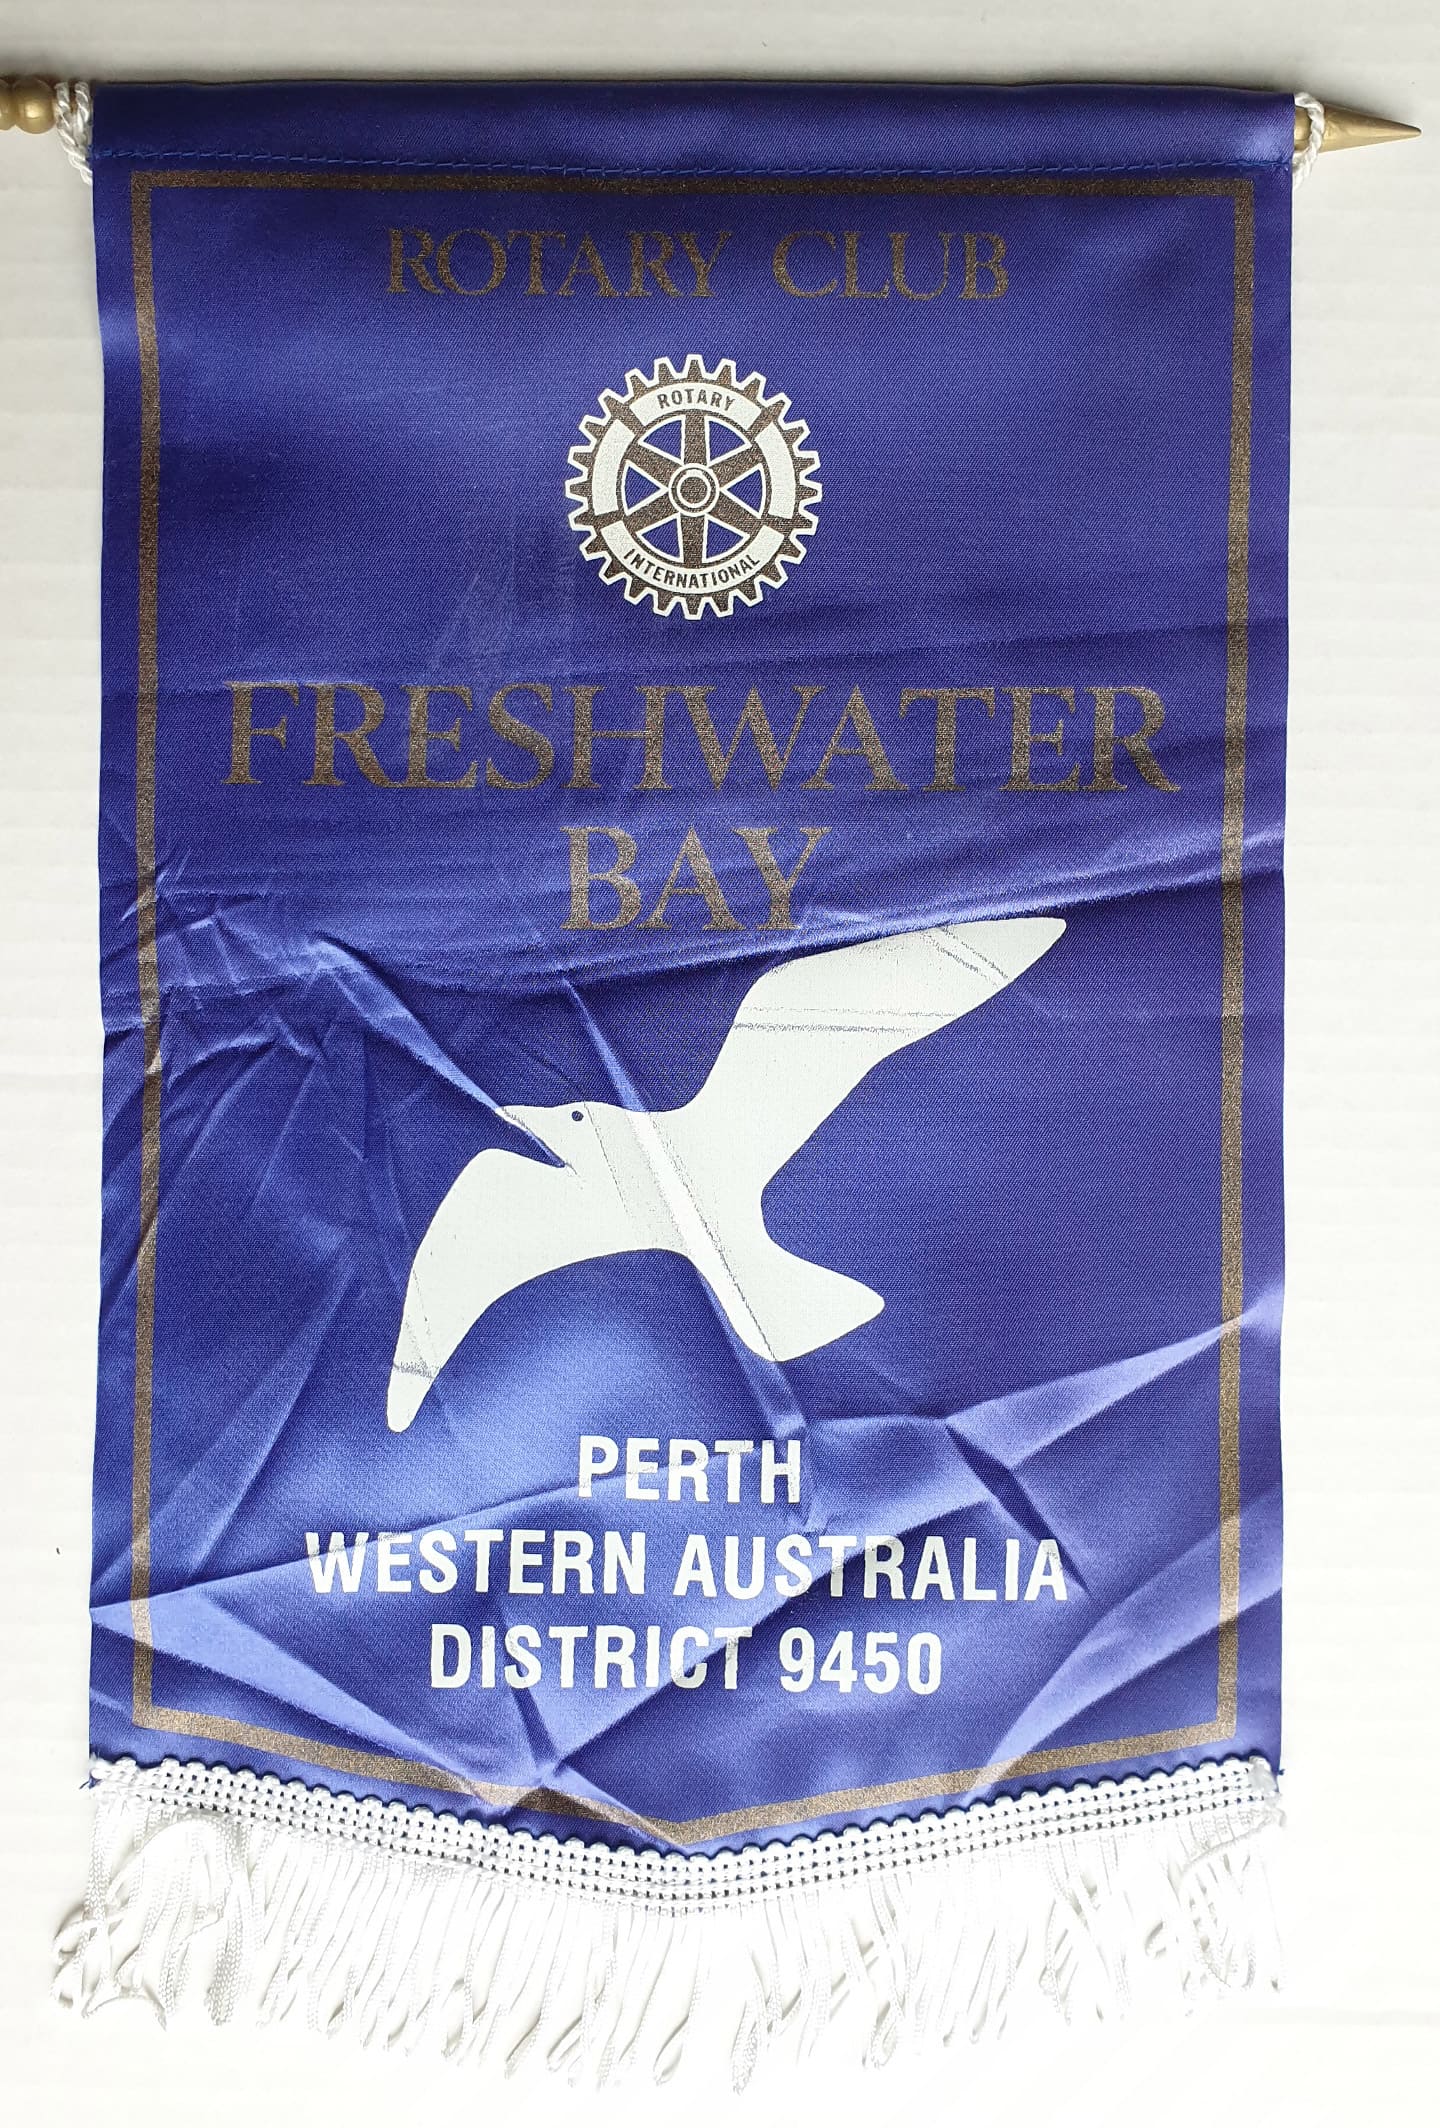 ROTARY CLUB
ROTARY
INTERNATIONAL
FRESHWATER
BAY
PERTH
WESTERN AUSTRALIA
DISTRICT 9450